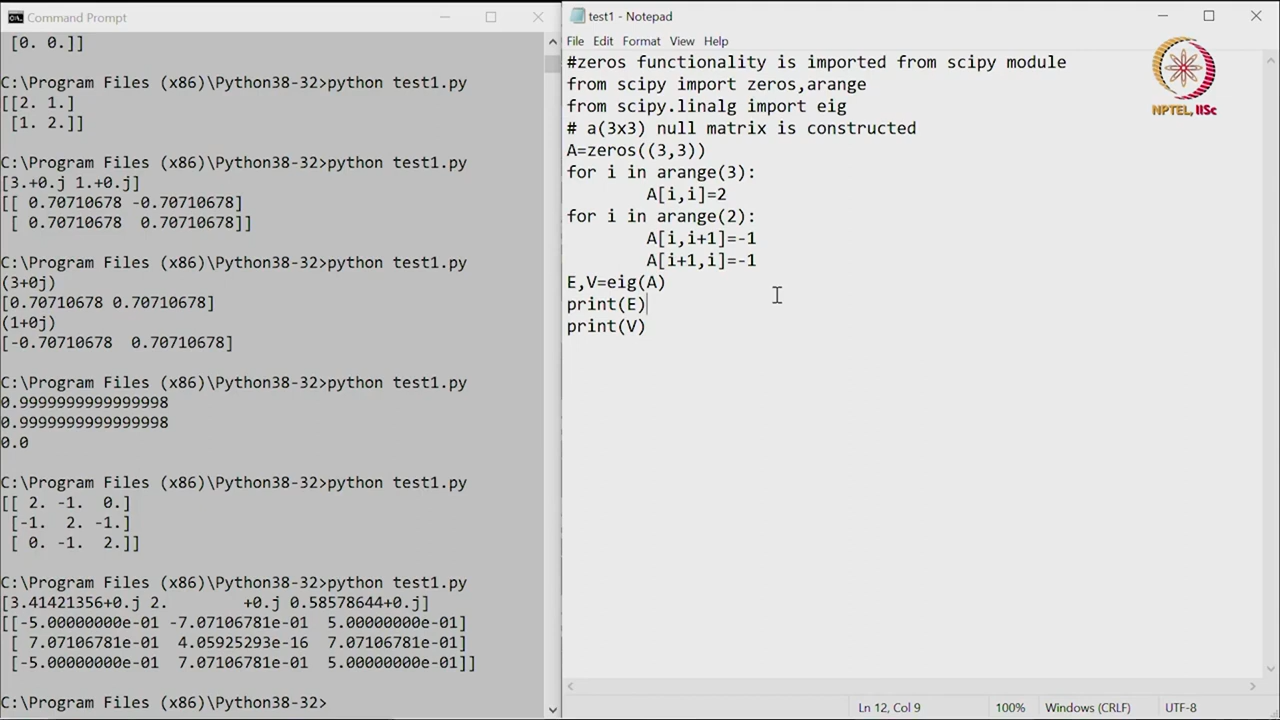 Command Prompt
[0. 0.]]
C:\Program Files (x86)\Python38-32>python test1.py
[[2. 1.]
[1. 2.]]
C:\Program Files (x86)\Python38-32>python test1.py
[3.+0.j 1.+0.j]
[[ 0.70710678 -0.70710678]
[ 0.70710678  0.70710678]]
C:\Program Files (x86)\Python38-32>python test1.py
(3+0j)
[0.70710678 0.70710678]
(1+0j)
[-0.70710678  0.70710678]
C:\Program Files (x86)\Python38-32>python test1.py
0.9999999999999998
0.9999999999999998
0.0
C:\Program Files (x86)\Python38-32>python test1.py
[[ 2. -1.  0.]
[-1.  2. -1.]
[ 0. -1.  2.]]
C:\Program Files (x86)\Python38-32>python test1.py
[3.41421356+0.j 2.        +0.j 0.58578644+0.j]
[[-5.00000000e-01 -7.07106781e-01  5.00000000e-01]
[ 7.07106781e-01  4.05925293e-16  7.07106781e-01]
[-5.00000000e-01  7.07106781e-01  5.00000000e-01]]
C:\Program Files (x86)\Python38-32>
test1 - Notepad
File Edit Format View Help
#zeros functionality is imported from scipy module
from scipy import zeros,arange
from scipy.linalg import eig
# a(3x3) null matrix is constructed
A=zeros((3,3))
for i in arange(3):
A[i,i]=2
for i in arange(2):
A[i,i+1]=-1
A[i+1,i]=-1
E,V=eig(A)
print(E)
print(V)
NPTEL, IISc
Ln 12, Col 9 100% Windows (CRLF) UTF-8